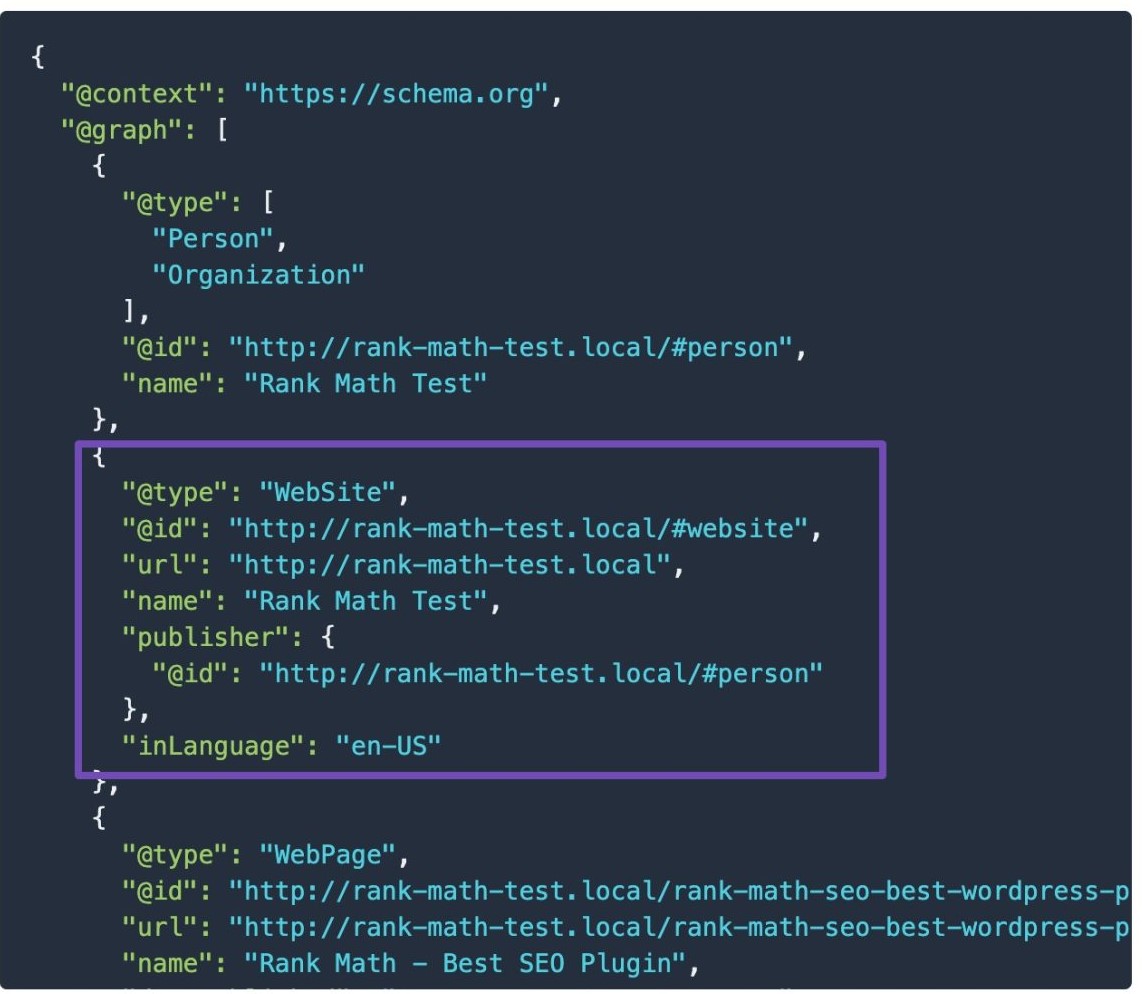 {
"@context": "https://schema.org",
"@graph": [
{
"@type": [
"Person",
"Organization"
],
"@id": "http://rank-math-test.local/#person",
"name": "Rank Math Test"
},
{
"@type": "WebSite",
"@id": "http://rank-math-test.local/#website",
"url": "http://rank-math-test.local",
"name": "Rank Math Test",
"publisher": {
"@id": "http://rank-math-test.local/#person"
},
"inLanguage": "en-US"
},
{
"@type": "WebPage",
"@id": "http://rank-math-test.local/rank-math-seo-best-wordpress-p
"url": "http://rank-math-test.local/rank-math-seo-best-wordpress-p
"name": "Rank Math – Best SEO Plugin",